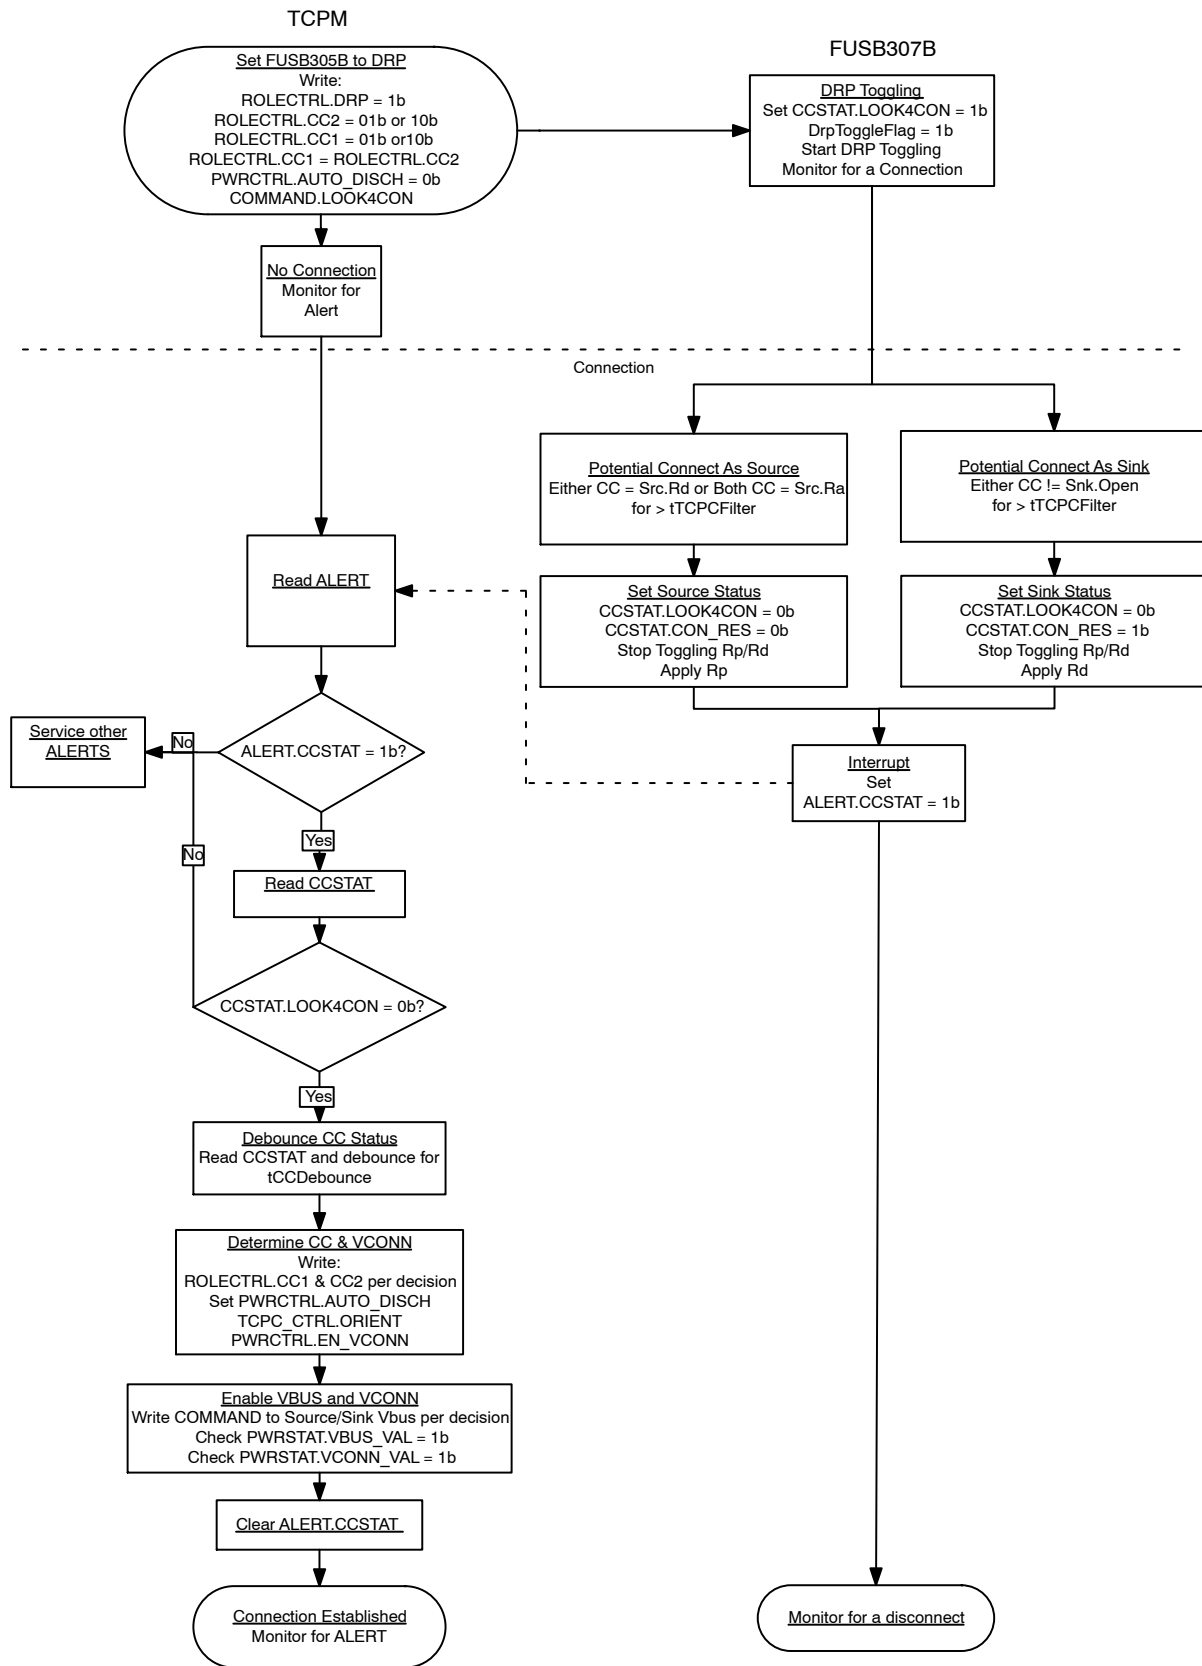 TCPM
Set FUSB305B to DRP
Write:
ROLECTRL.DRP = 1b
ROLECTRL.CC2 = 01b or 10b
ROLECTRL.CC1 = 01b or10b
ROLECTRL.CC1 = ROLECTRL.CC2
PWRCTRL.AUTO_DISCH = 0b
COMMAND.LOOK4CON
FUSB307B
DRP Toggling
Set CCSTAT.LOOK4CON = 1b
DrpToggleFlag = 1b
Start DRP Toggling
Monitor for a Connection
No Connection
Monitor for
Alert
Connection
Potential Connect As Source
Either CC = Src.Rd or Both CC = Src.Ra
for > tTCPCFilter
Potential Connect As Sink
Either CC != Snk.Open
for > tTCPCFilter
Read ALERT
Set Source Status
CCSTAT.LOOK4CON = 0b
CCSTAT.CON_RES = 0b
Stop Toggling Rp/Rd
Apply Rp
Set Sink Status
CCSTAT.LOOK4CON = 0b
CCSTAT.CON_RES = 1b
Stop Toggling Rp/Rd
Apply Rd
Service other
ALERTS
No
ALERT.CCSTAT = 1b?
Interrupt
Set
ALERT.CCSTAT = 1b
Yes
No
Read CCSTAT
CCSTAT.LOOK4CON = 0b?
Yes
Debounce CC Status
Read CCSTAT and debounce for
tCCDebounce
Determine CC & VCONN
Write:
ROLECTRL.CC1 & CC2 per decision
Set PWRCTRL.AUTO_DISCH
TCPC_CTRL.ORIENT
PWRCTRL.EN_VCONN
Enable VBUS and VCONN
Write COMMAND to Source/Sink Vbus per decision
Check PWRSTAT.VBUS_VAL = 1b
Check PWRSTAT.VCONN_VAL = 1b
Clear ALERT.CCSTAT
Connection Established
Monitor for ALERT
Monitor for a disconnect